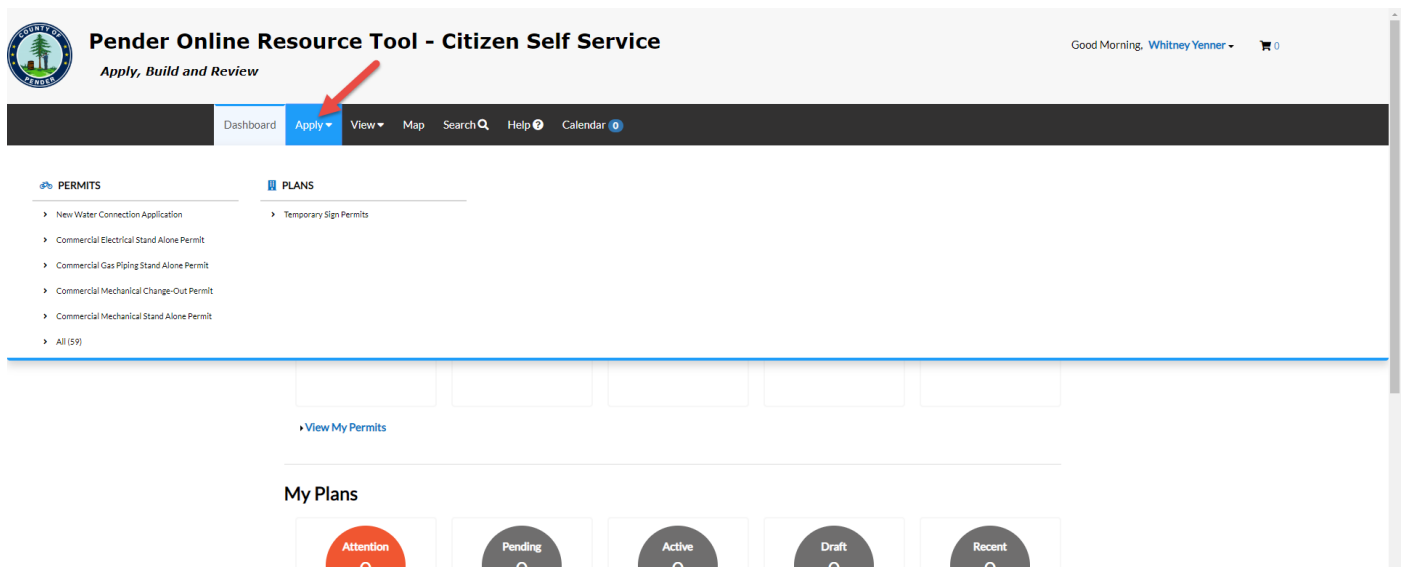 COUNTY OF
PENDER
Pender Online Resource Tool - Citizen Self Service
Apply, Build and Review
Good Morning, Whitney Yenner
0
Dashboard Apply View Map Search Help Calendar 0
PERMITS
New Water Connection Application
Commercial Electrical Stand Alone Permit
Commercial Gas Piping Stand Alone Permit
Commercial Mechanical Change-Out Permit
Commercial Mechanical Stand Alone Permit
All (59)
PLANS
Temporary Sign Permits
View My Permits
My Plans
Attention
Pending
Active
Draft
Recent